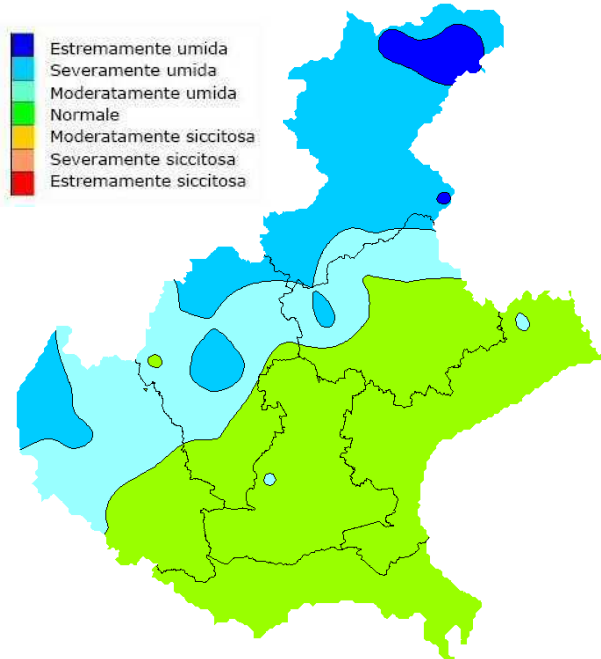 Estremamente umida
Severamente umida
Moderatamente umida
Normale
Moderatamente siccitosa
Severamente siccitosa
Estremamente siccitosa